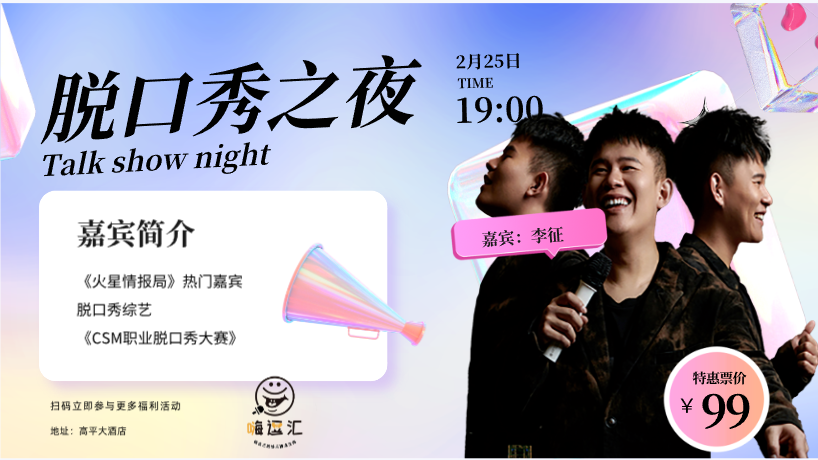 脱口秀之夜
Talk show night
2月25日
TIME
19:00
嘉宾简介
《火星情报局》热门嘉宾
脱口秀综艺
《CSM职业脱口秀大赛》
嘉宾：李征
扫码立即参与更多福利活动
地址：高平大酒店
嗨逗汇
特惠票价
￥99